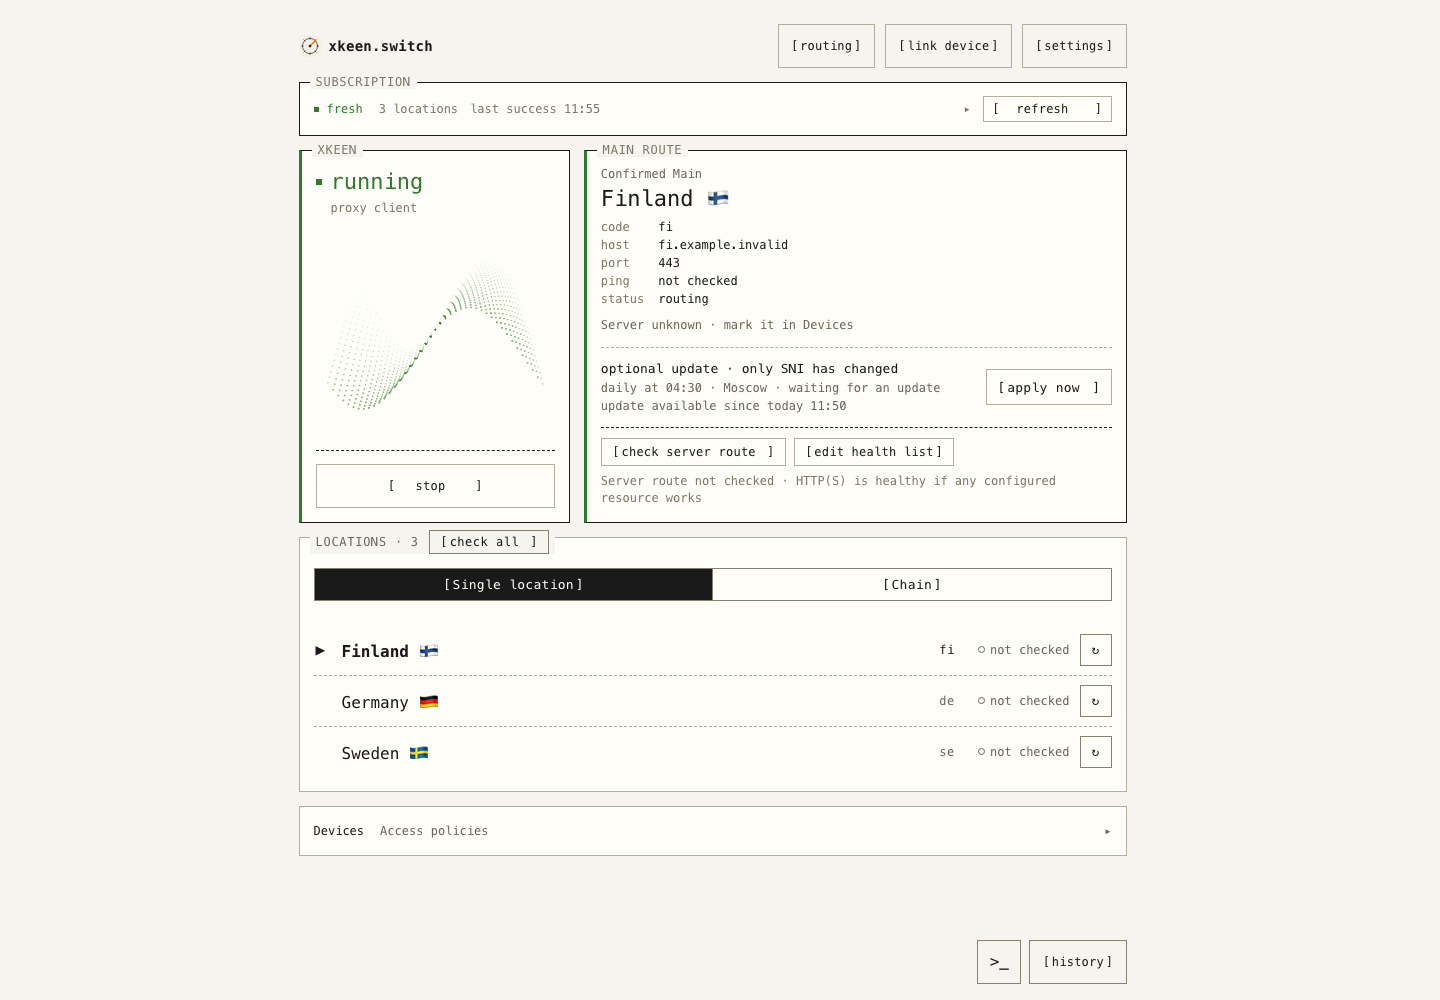 xkeen.switch
[routing] [link device] [settings]
SUBSCRIPTION
fresh 3 locations last success 11:55 ▸ [ refresh ]
XKEEN
running
proxy client
[ stop ]
MAIN ROUTE
Confirmed Main
Finland
code fi
host fi.example.invalid
port 443
ping not checked
status routing
Server unknown · mark it in Devices
optional update · only SNI has changed
daily at 04:30 · Moscow · waiting for an update
update available since today 11:50
[apply now ]
[check server route ] [edit health list]
Server route not checked · HTTP(S) is healthy if any configured
resource works
LOCATIONS · 3 [check all ]
[Single location] [Chain]
▶ Finland fi ○ not checked ↻
Germany de ○ not checked ↻
Sweden se ○ not checked ↻
Devices Access policies ▸
>_ [history]